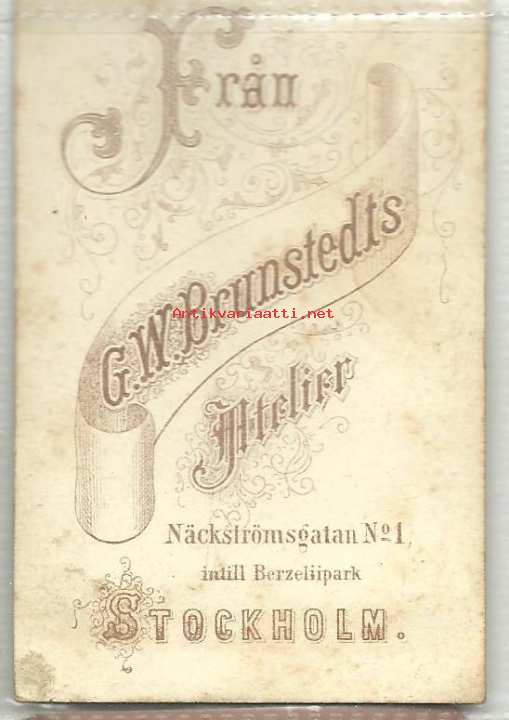 Från
G.W. Brunstedts
Antikvariaatti.net
Atelier
Näckströmsgatan No 1,
intill Berzeliipark
STOCKHOLM.